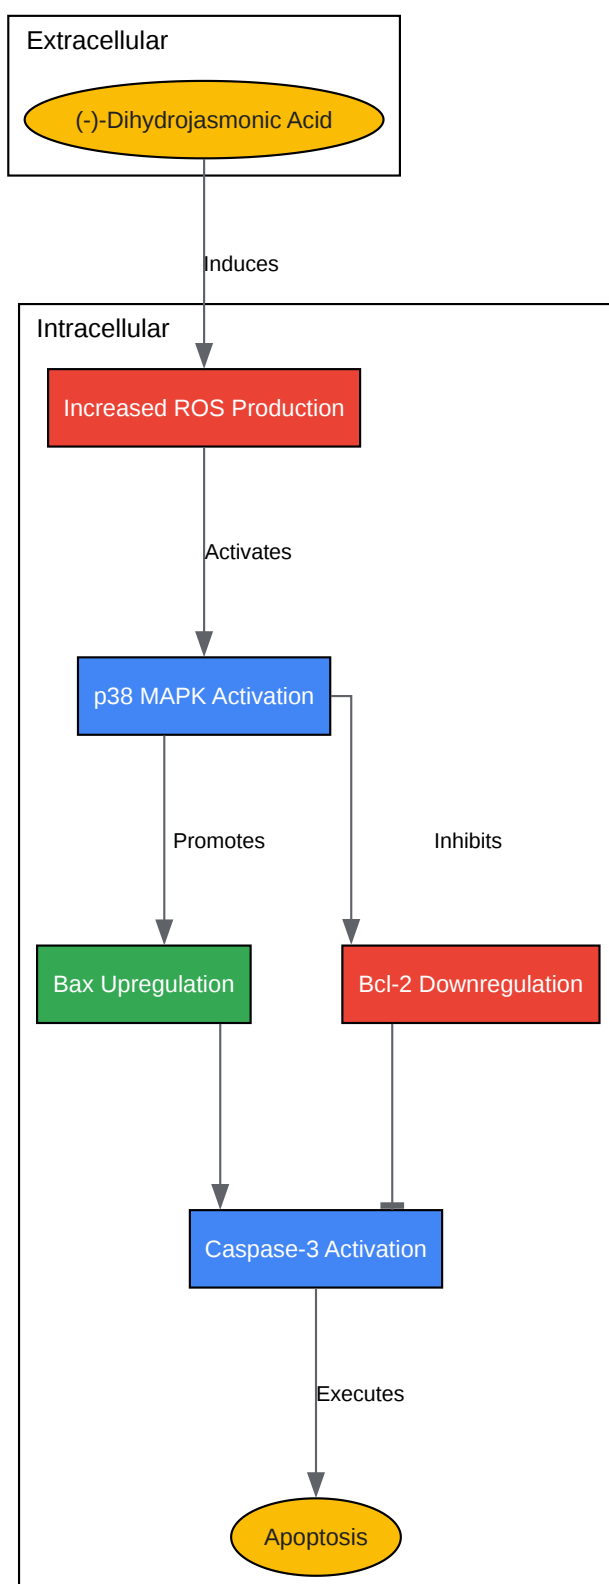 Extracellular
(-)-Dihydrojasmonic Acid
Induces
Intracellular
Increased ROS Production
Activates
p38 MAPK Activation
Promotes
Inhibits
Bax Upregulation
Bcl-2 Downregulation
Caspase-3 Activation
Executes
Apoptosis